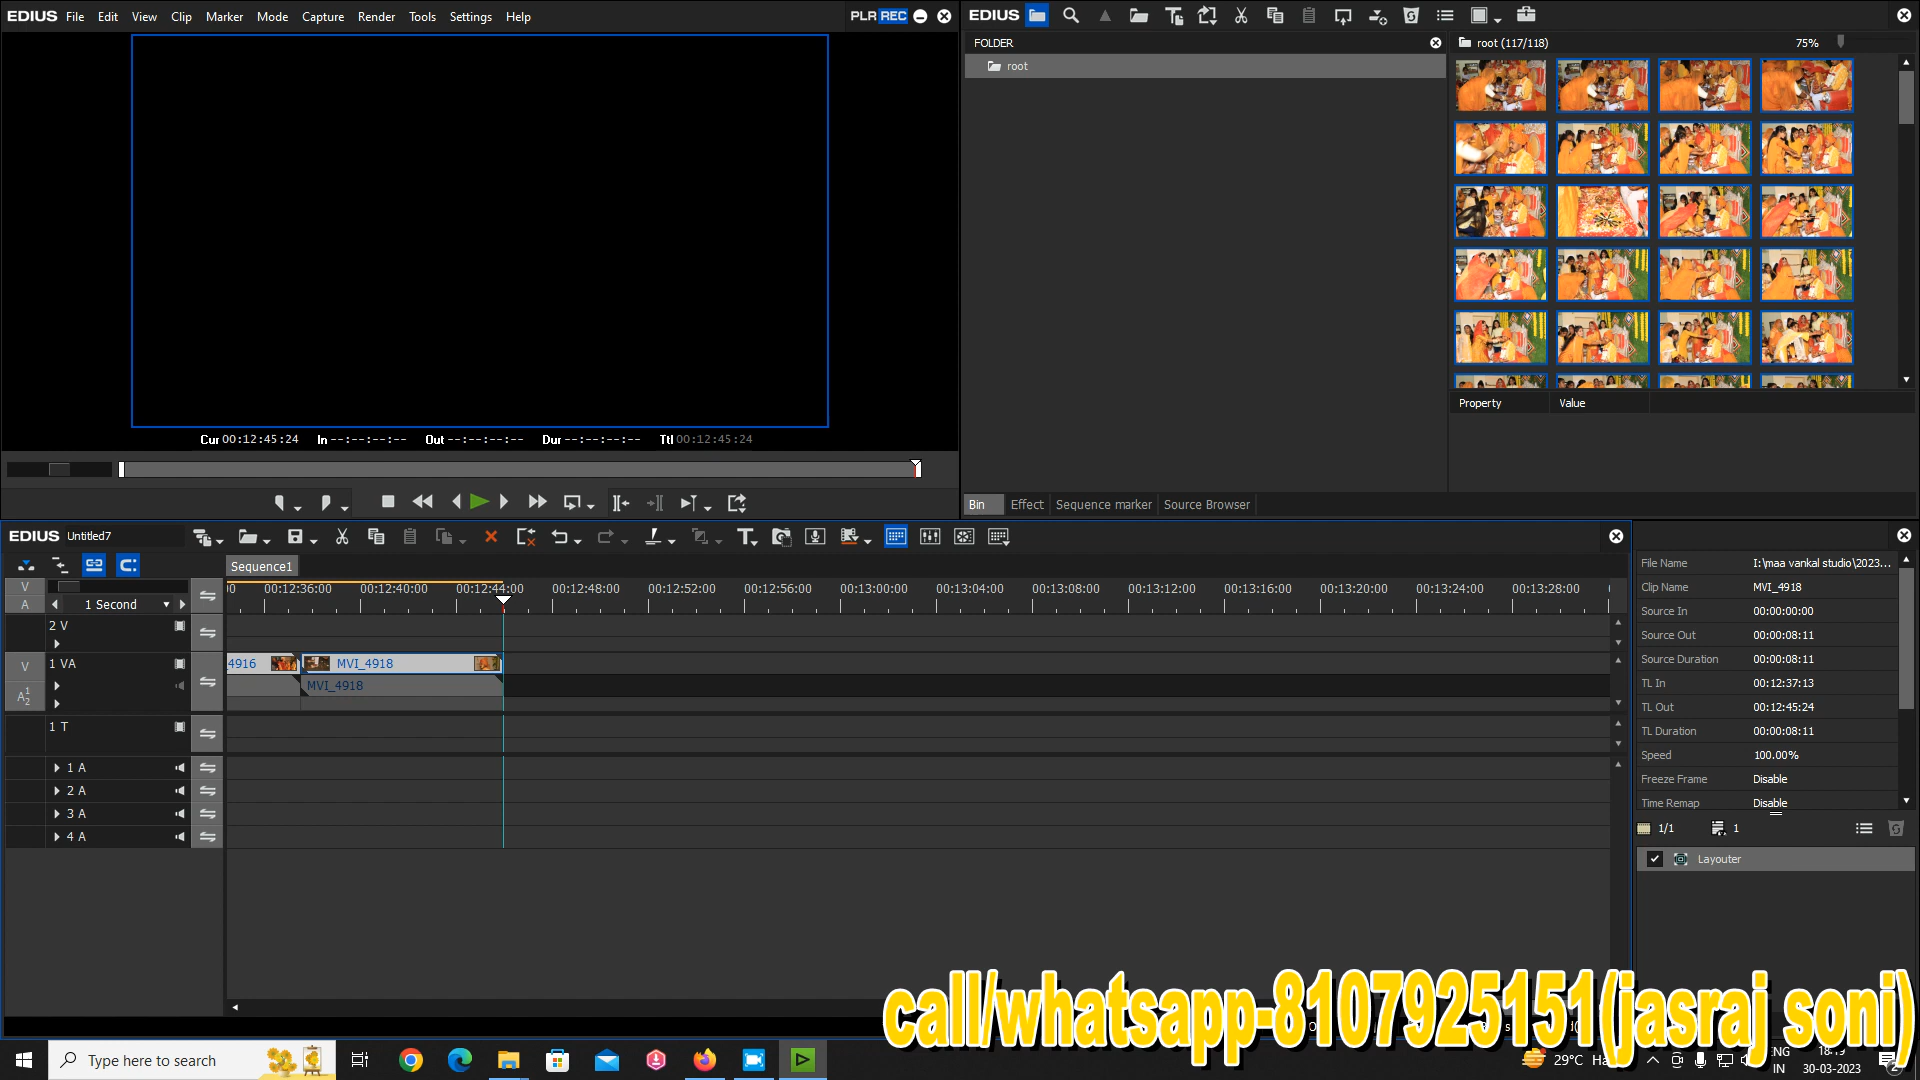 EDIUS File Edit View Clip Marker Mode Capture Render Tools Settings Help PLR REC
EDIUS
FOLDER
root
root (117/118) 75%
Property Value
Cur 00:12:45:24 In --:--:--:-- Out --:--:--:-- Dur --:--:--:-- Ttl 00:12:45:24
Bin Effect Sequence marker Source Browser
EDIUS Untitled7
Sequence1
V
A
1 Second
00:12:36:00 00:12:40:00 00:12:44:00 00:12:48:00 00:12:52:00 00:12:56:00 00:13:00:00 00:13:04:00 00:13:08:00 00:13:12:00 00:13:16:00 00:13:20:00 00:13:24:00 00:13:28:00
2 V
V 1 VA
4916 MVI_4918
MVI_4918
A 1 2
1 T
1 A
2 A
3 A
4 A
File Name I:\maa vankal studio\2023...
Clip Name MVI_4918
Source In 00:00:00:00
Source Out 00:00:08:11
Source Duration 00:00:08:11
TL In 00:12:37:13
TL Out 00:12:45:24
TL Duration 00:00:08:11
Speed 100.00%
Freeze Frame Disable
Time Remap Disable
1/1 1
Layouter
call/whatsapp-8107925151(jasraj soni)
Type here to search
29°C
ENG
IN
18:19
30-03-2023
2